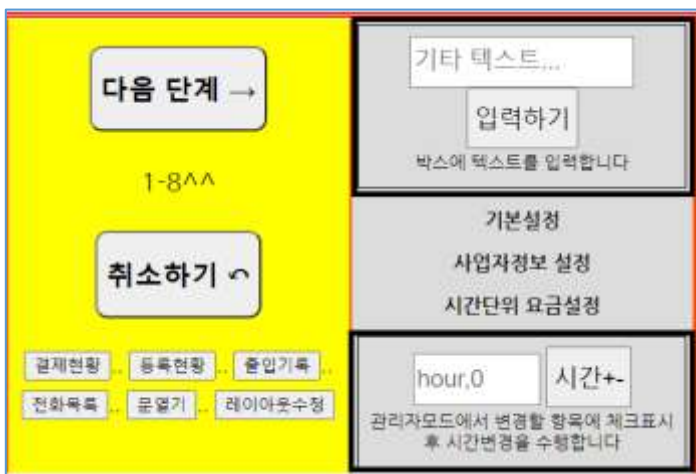 다음 단계 →
1-8^^
취소하기 ↶
결제현황 .. 등록현황 .. 출입기록 ..
전화목록 .. 문열기 .. 레이아웃수정
기타 텍스트...
입력하기
박스에 텍스트를 입력합니다
기본설정
사업자정보 설정
시간단위 요금설정
hour,0 시간+-
관리자모드에서 변경할 항목에 체크표시
후 시간변경을 수행합니다